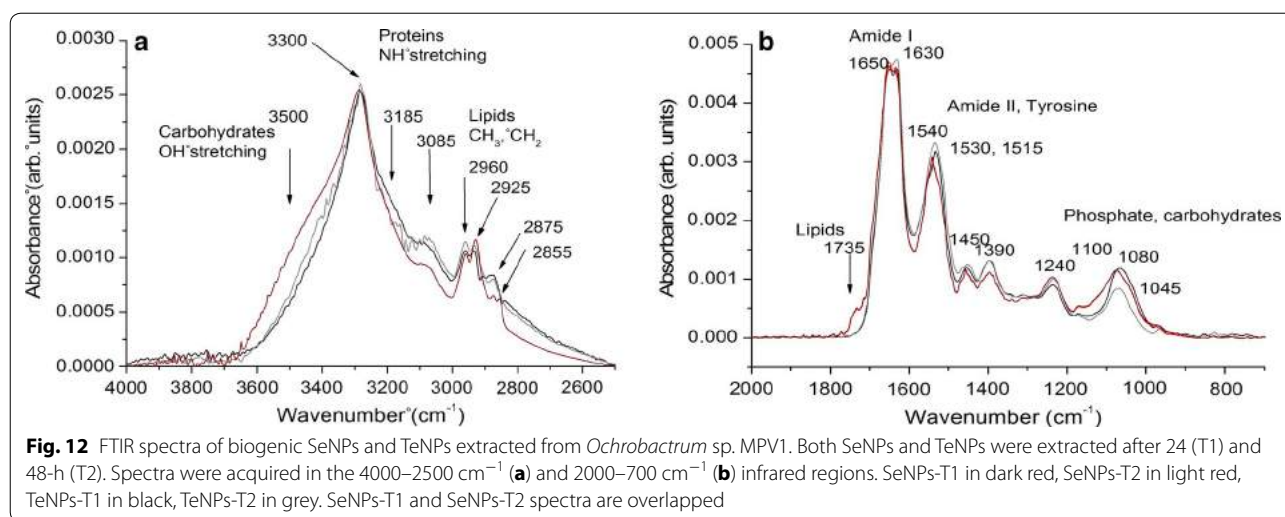 a
0.0030
0.0025
0.0020
0.0015
0.0010
0.0005
0.0000
Absorbance°(arb.°units)
3300
Proteins
NH°stretching
3500
Carbohydrates
OH°stretching
3185
3085
Lipids
CH₃,°CH₂
2960
2925
2875
2855
4000 3600 3200 2800 2600
Wavenumber°(cm⁻¹)
b
0.005
0.004
0.003
0.002
0.001
0.000
Absorbance (arb. units)
Amide I
1650 1630
Amide II, Tyrosine
1540
1530, 1515
Lipids
1735
1450
1390
1240
Phosphate, carbohydrates
1100
1080
1045
2000 1800 1600 1400 1200 1000 800
Wavenumber (cm⁻¹)
Fig. 12 FTIR spectra of biogenic SeNPs and TeNPs extracted from Ochrobactrum sp. MPV1. Both SeNPs and TeNPs were extracted after 24 (T1) and
48-h (T2). Spectra were acquired in the 4000–2500 cm⁻¹ (a) and 2000–700 cm⁻¹ (b) infrared regions. SeNPs-T1 in dark red, SeNPs-T2 in light red,
TeNPs-T1 in black, TeNPs-T2 in grey. SeNPs-T1 and SeNPs-T2 spectra are overlapped